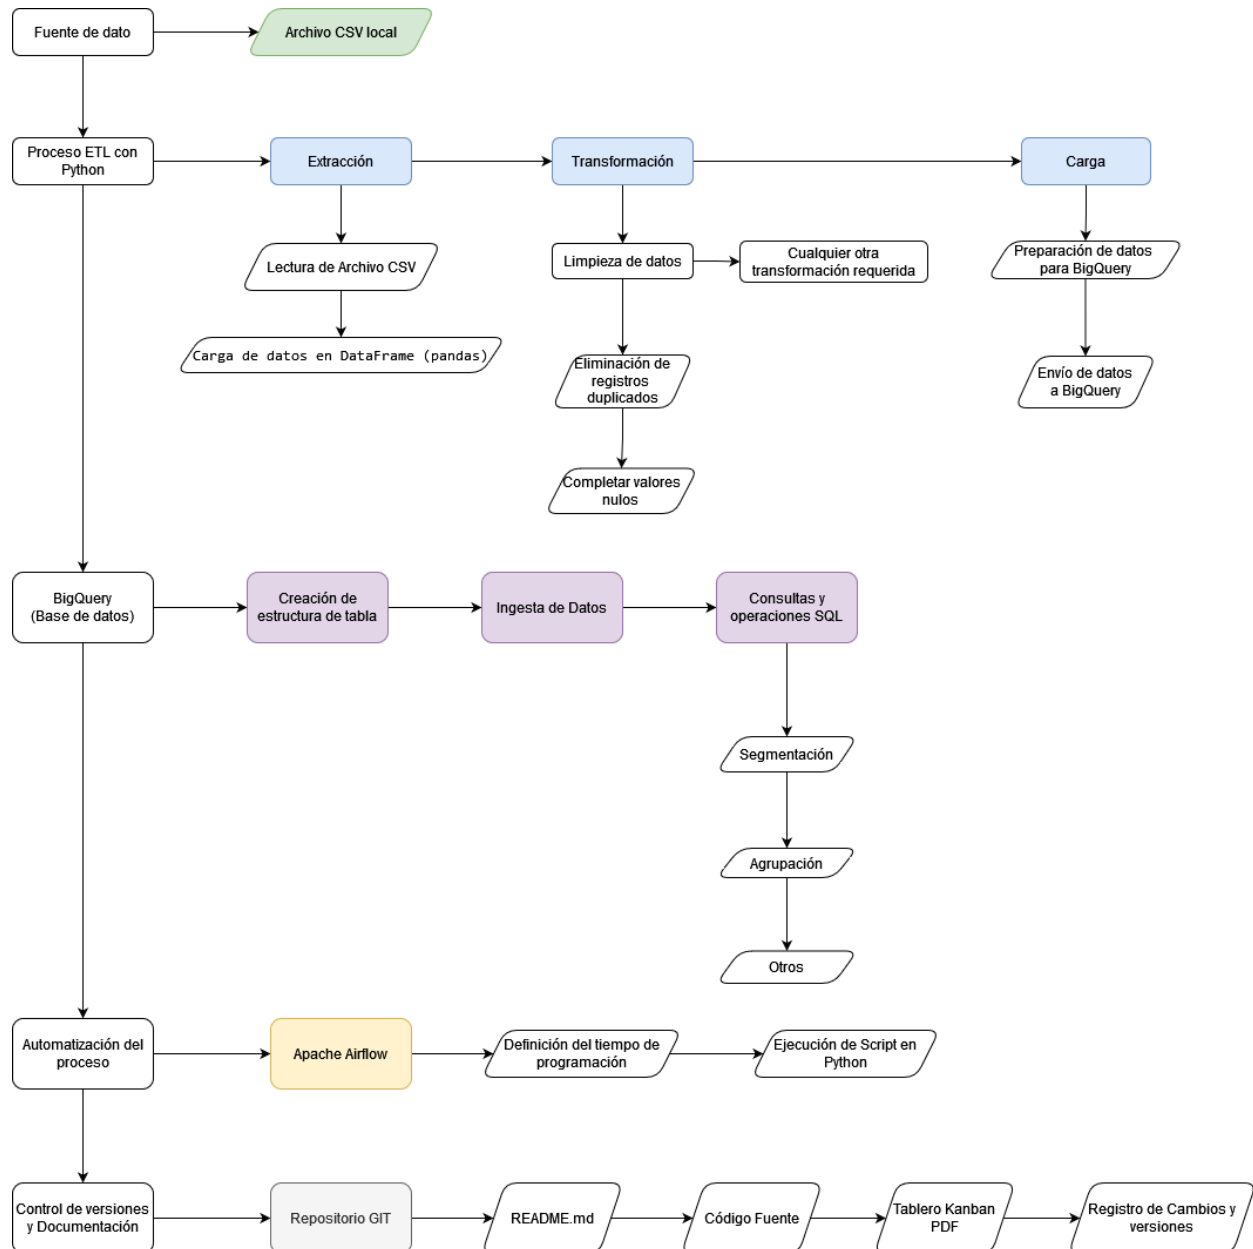 Fuente de dato
Archivo CSV local
Proceso ETL con
Python
Extracción
Transformación
Carga
Lectura de Archivo CSV
Carga de datos en DataFrame (pandas)
Limpieza de datos
Cualquier otra
transformación requerida
Eliminación de
registros
duplicados
Completar valores
nulos
Preparación de datos
para BigQuery
Envío de datos
a BigQuery
BigQuery
(Base de datos)
Creación de
estructura de tabla
Ingesta de Datos
Consultas y
operaciones SQL
Segmentación
Agrupación
Otros
Automatización del
proceso
Apache Airflow
Definición del tiempo de
programación
Ejecución de Script en
Python
Control de versiones
y Documentación
Repositorio GIT
README.md
Código Fuente
Tablero Kanban
PDF
Registro de Cambios y
versiones